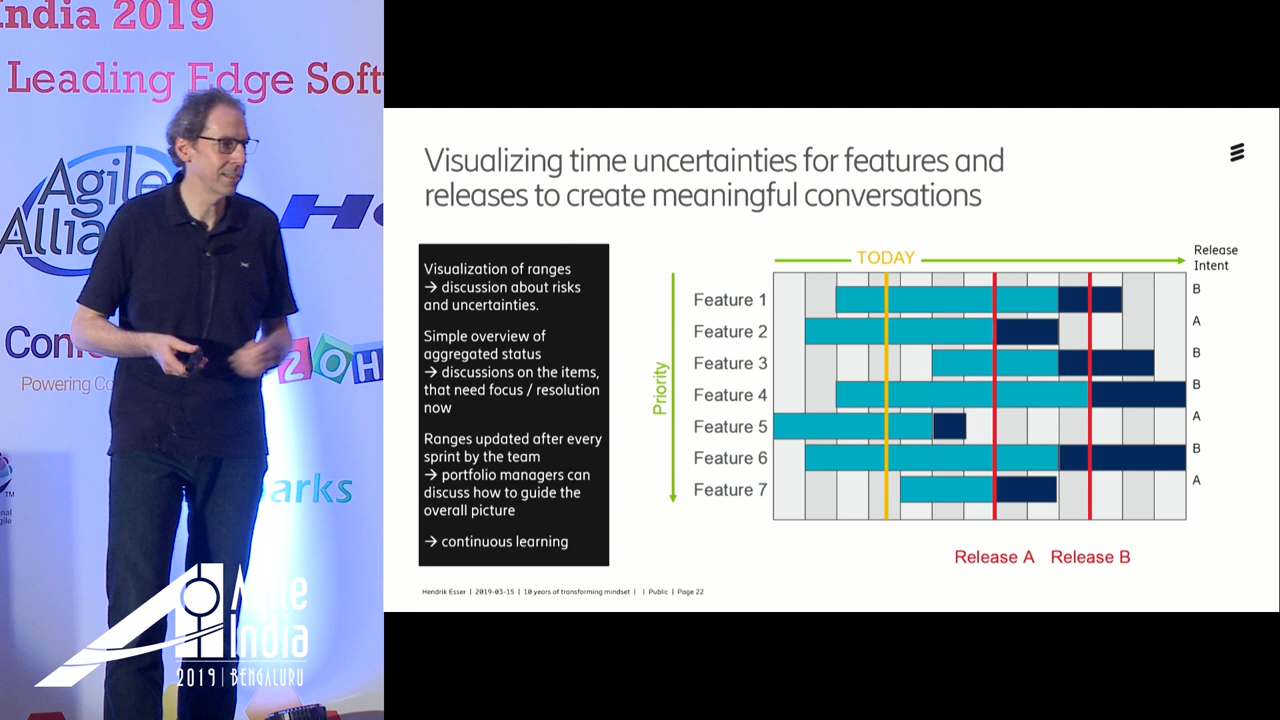 India 2019
Leading Edge Soft
Agile
Allia
Conf
Powering Co
ZOH
arks
TM
Agile
India
2019 | BENGALURU
Visualizing time uncertainties for features and
releases to create meaningful conversations
Visualization of ranges
→ discussion about risks
and uncertainties.
Simple overview of
aggregated status
→ discussions on the items,
that need focus / resolution
now
Ranges updated after every
sprint by the team
→ portfolio managers can
discuss how to guide the
overall picture
→ continuous learning
TODAY
Release
Intent
Priority
Feature 1 B
Feature 2 A
Feature 3 B
Feature 4 B
Feature 5 A
Feature 6 B
Feature 7 A
Release A Release B
Hendrik Esser | 2019-03-15 | 10 years of transforming mindset | | Public | Page 22